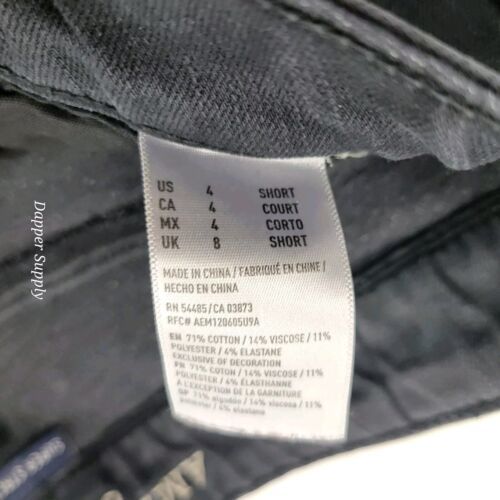 US 4 SHORT
CA 4 COURT
MX 4 CORTO
UK 8 SHORT
MADE IN CHINA / FABRIQUÉ EN CHINE /
HECHO EN CHINA
RN 54485 / CA 03873
RFC# AEM120605U9A
EN 71% COTTON / 14% VISCOSE / 11%
POLYESTER / 4% ELASTANE
EXCLUSIVE OF DECORATION
FR 71% COTON / 14% VISCOSE / 11%
POLYESTER / 4% ÉLASTHANNE
À L'EXCEPTION DE LA GARNITURE
71% algodón / 14% viscosa / 11%
poliéster / 4% elastano
Dapper Supply